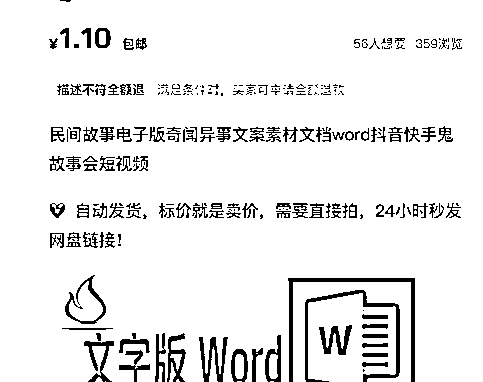 ¥1.10 包邮 56人想要 359浏览
描述不符全额退 满足条件时，买家可申请全额退款
民间故事电子版奇闻异事文案素材文档word抖音快手鬼
故事会短视频
自动发货，标价就是卖价，需要直接拍，24小时秒发
网盘链接！
文字版 Word
W